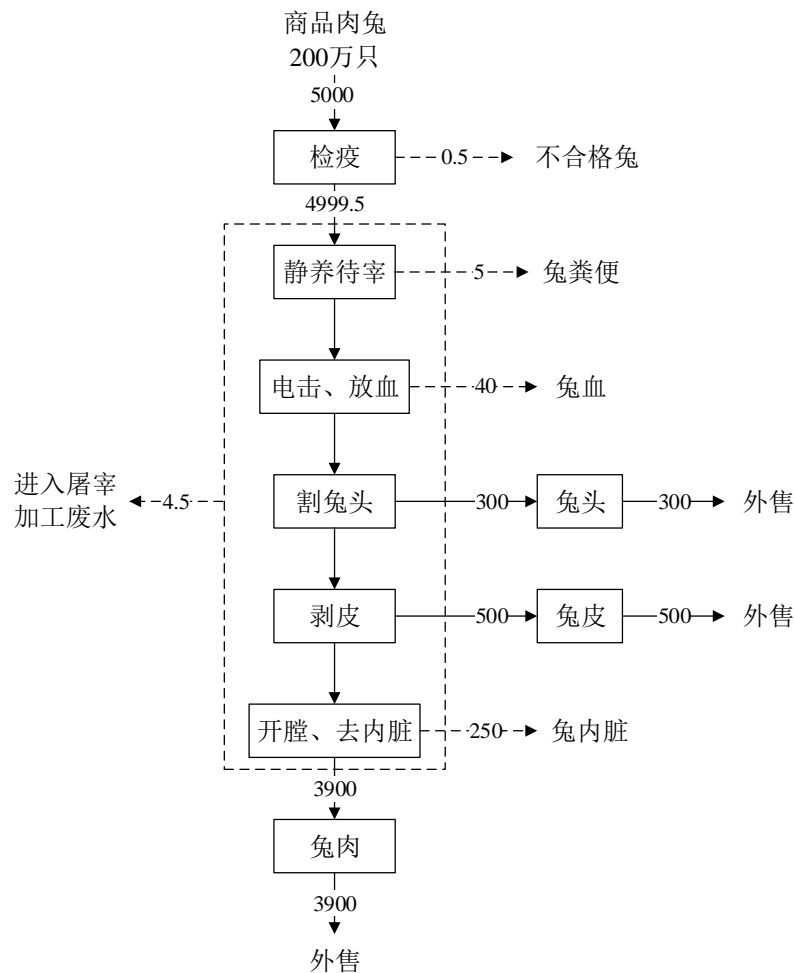 商品肉兔
200万只
5000
检疫
0.5
不合格兔
4999.5
静养待宰
5
兔粪便
电击、放血
40
兔血
进入屠宰
加工废水
4.5
割兔头
300
兔头
300
外售
剥皮
500
兔皮
500
外售
开膛、去内脏
250
兔内脏
3900
兔肉
3900
外售